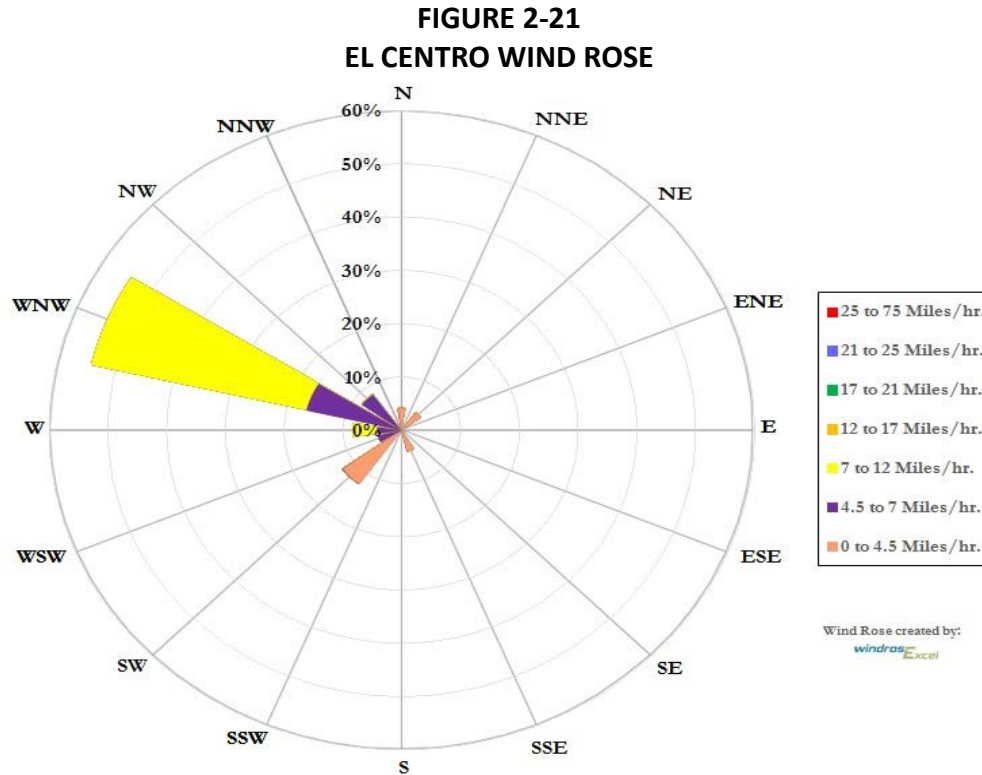 FIGURE 2-21
EL CENTRO WIND ROSE
N
NNE
NE
ENE
E
ESE
SE
SSE
S
SSW
SW
WSW
W
WNW
NW
NNW
60%
50%
40%
30%
20%
10%
0%
25 to 75 Miles/hr.
21 to 25 Miles/hr.
17 to 21 Miles/hr.
12 to 17 Miles/hr.
7 to 12 Miles/hr.
4.5 to 7 Miles/hr.
0 to 4.5 Miles/hr.
Wind Rose created by:
windrosExcel